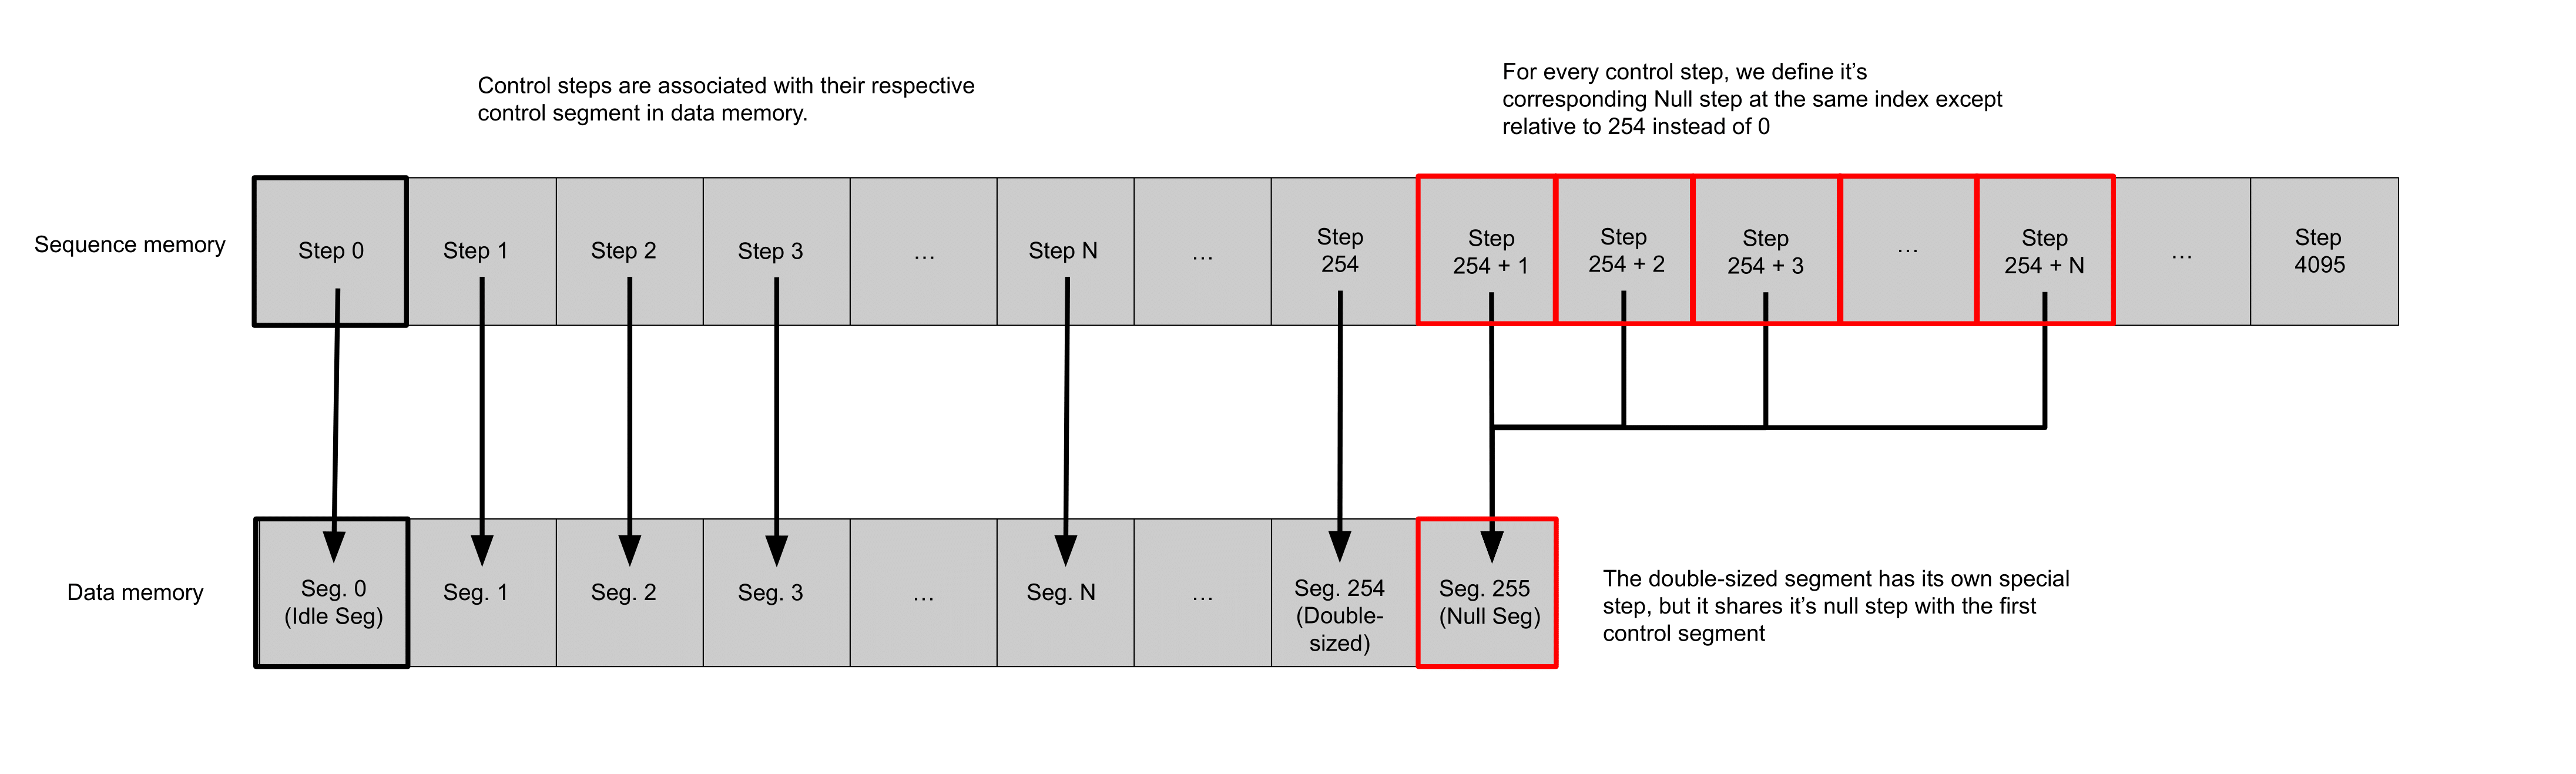 Control steps are associated with their respective
control segment in data memory.
For every control step, we define it’s
corresponding Null step at the same index except
relative to 254 instead of 0
Sequence memory
Step 0
Step 1
Step 2
Step 3
…
Step N
…
Step
254
Step
254 + 1
Step
254 + 2
Step
254 + 3
…
Step
254 + N
…
Step
4095
Data memory
Seg. 0
(Idle Seg)
Seg. 1
Seg. 2
Seg. 3
…
Seg. N
…
Seg. 254
(Double-
sized)
Seg. 255
(Null Seg)
The double-sized segment has its own special
step, but it shares it’s null step with the first
control segment